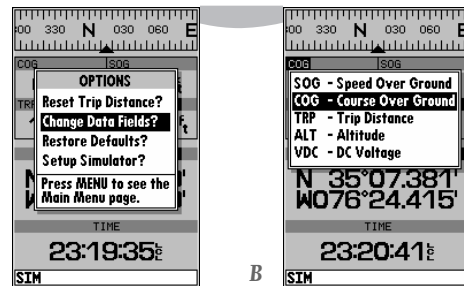 :00 330 N 030 060 E
COG SOG
OPTIONS
Reset Trip Distance?
Change Data Fields?
Restore Defaults?
Setup Simulator?
Press MENU to see the
Main Menu page.
TIME
23:19:35
SIM
B
:00 330 N 030 060 E
COG SOG
SOG - Speed Over Ground
COG - Course Over Ground
TRP - Trip Distance
ALT - Altitude
VDC - DC Voltage
N 35°07.381'
W076°24.415'
TIME
23:20:41
SIM